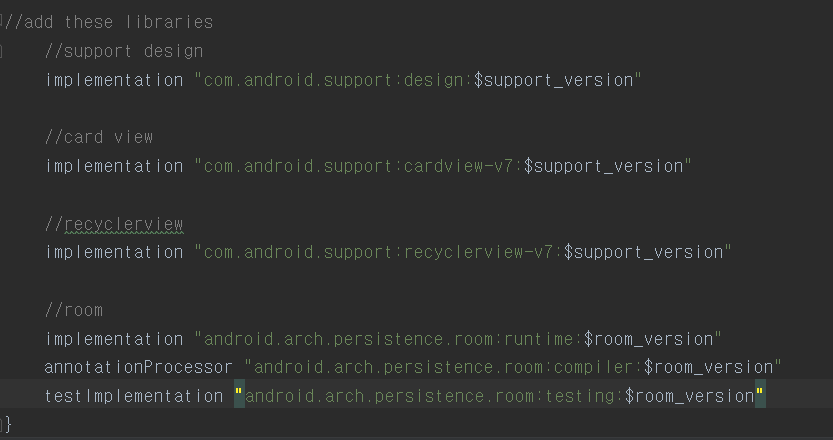 //add these libraries
//support design
implementation "com.android.support:design:$support_version"
//card view
implementation "com.android.support:cardview-v7:$support_version"
//recyclerview
implementation "com.android.support:recyclerview-v7:$support_version"
//room
implementation "android.arch.persistence.room:runtime:$room_version"
annotationProcessor "android.arch.persistence.room:compiler:$room_version"
testImplementation "android.arch.persistence.room:testing:$room_version"
}